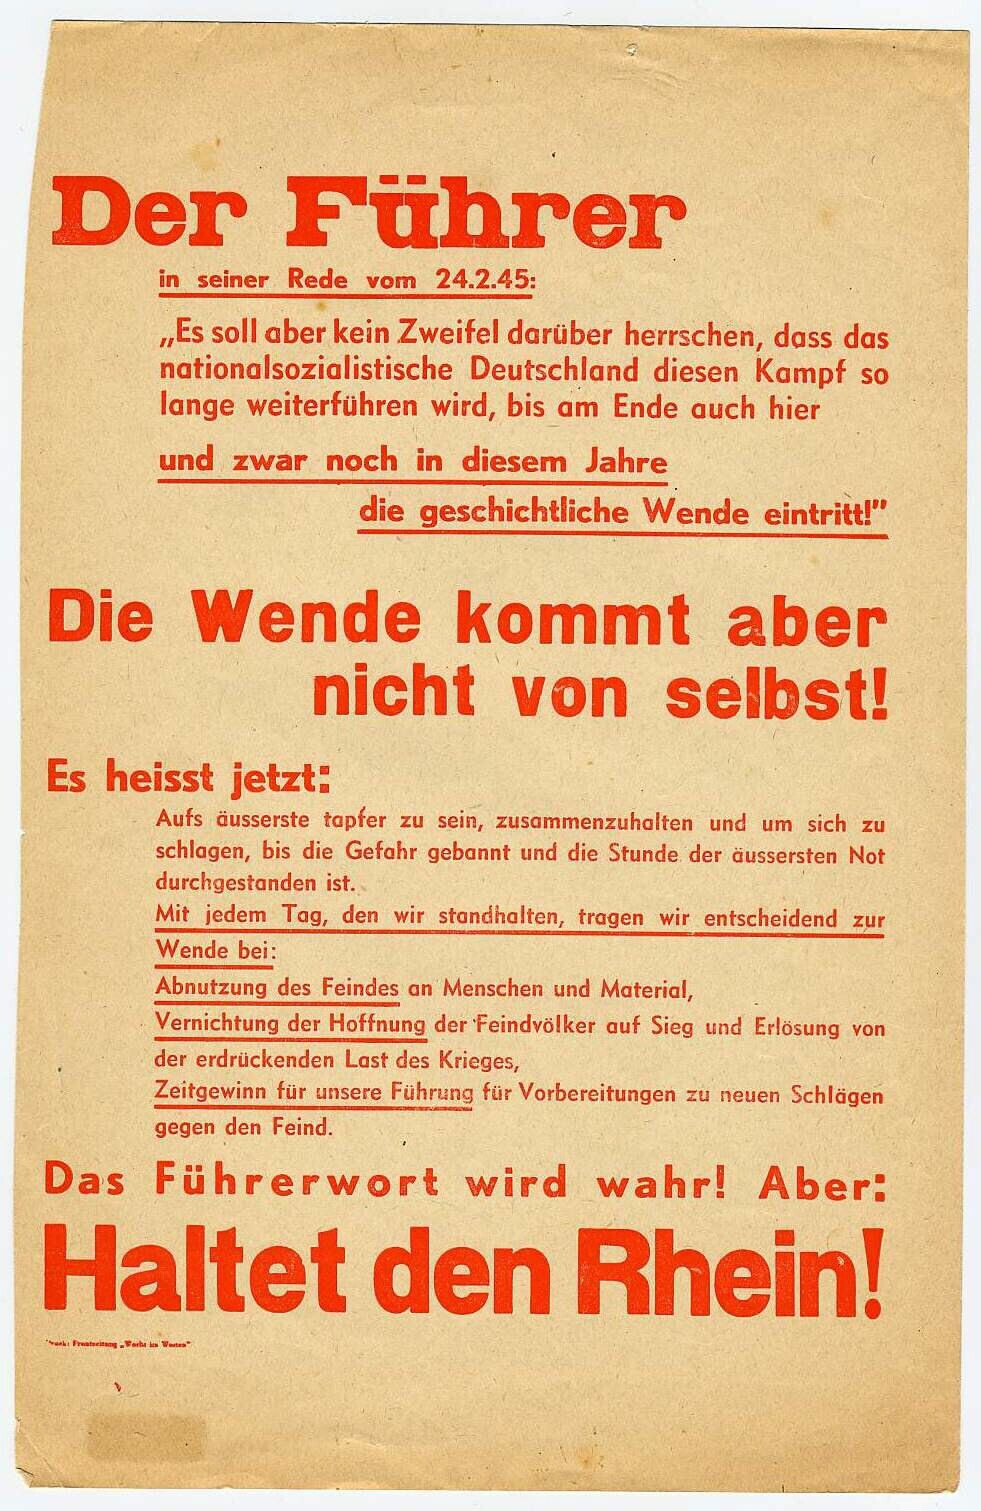 Der Führer
in seiner Rede vom 24.2.45:
„Es soll aber kein Zweifel darüber herrschen, dass das
nationalsozialistische Deutschland diesen Kampf so
lange weiterführen wird, bis am Ende auch hier
und zwar noch in diesem Jahre
die geschichtliche Wende eintritt!"
Die Wende kommt aber
nicht von selbst!
Es heisst jetzt:
Aufs äusserste tapfer zu sein, zusammenzuhalten und um sich zu
schlagen, bis die Gefahr gebannt und die Stunde der äussersten Not
durchgestanden ist.
Mit jedem Tag, den wir standhalten, tragen wir entscheidend zur
Wende bei:
Abnutzung des Feindes an Menschen und Material,
Vernichtung der Hoffnung der Feindvölker auf Sieg und Erlösung von
der erdrückenden Last des Krieges,
Zeitgewinn für unsere Führung für Vorbereitungen zu neuen Schlägen
gegen den Feind.
Das Führerwort wird wahr! Aber:
Haltet den Rhein!
Frontzeitung „Wacht im Westen"